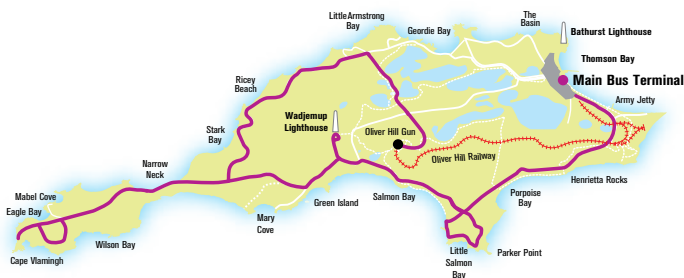 Little Armstrong
Bay
Geordie Bay
The
Basin
Bathurst Lighthouse
Thomson Bay
Main Bus Terminal
Army Jetty
Ricey
Beach
Wadjemup
Lighthouse
Oliver Hill Gun
Stark
Bay
Oliver Hill Railway
Narrow
Neck
Henrietta Rocks
Mabel Cove
Eagle Bay
Salmon Bay
Porpoise
Bay
Green Island
Mary
Cove
Wilson Bay
Cape Vlamingh
Little
Salmon
Bay
Parker Point